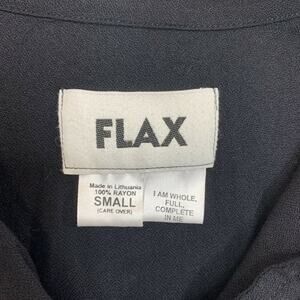 FLAX
Made in Lithuania
100% RAYON
SMALL
(CARE OVER)
I AM WHOLE,
FULL,
COMPLETE
IN ME